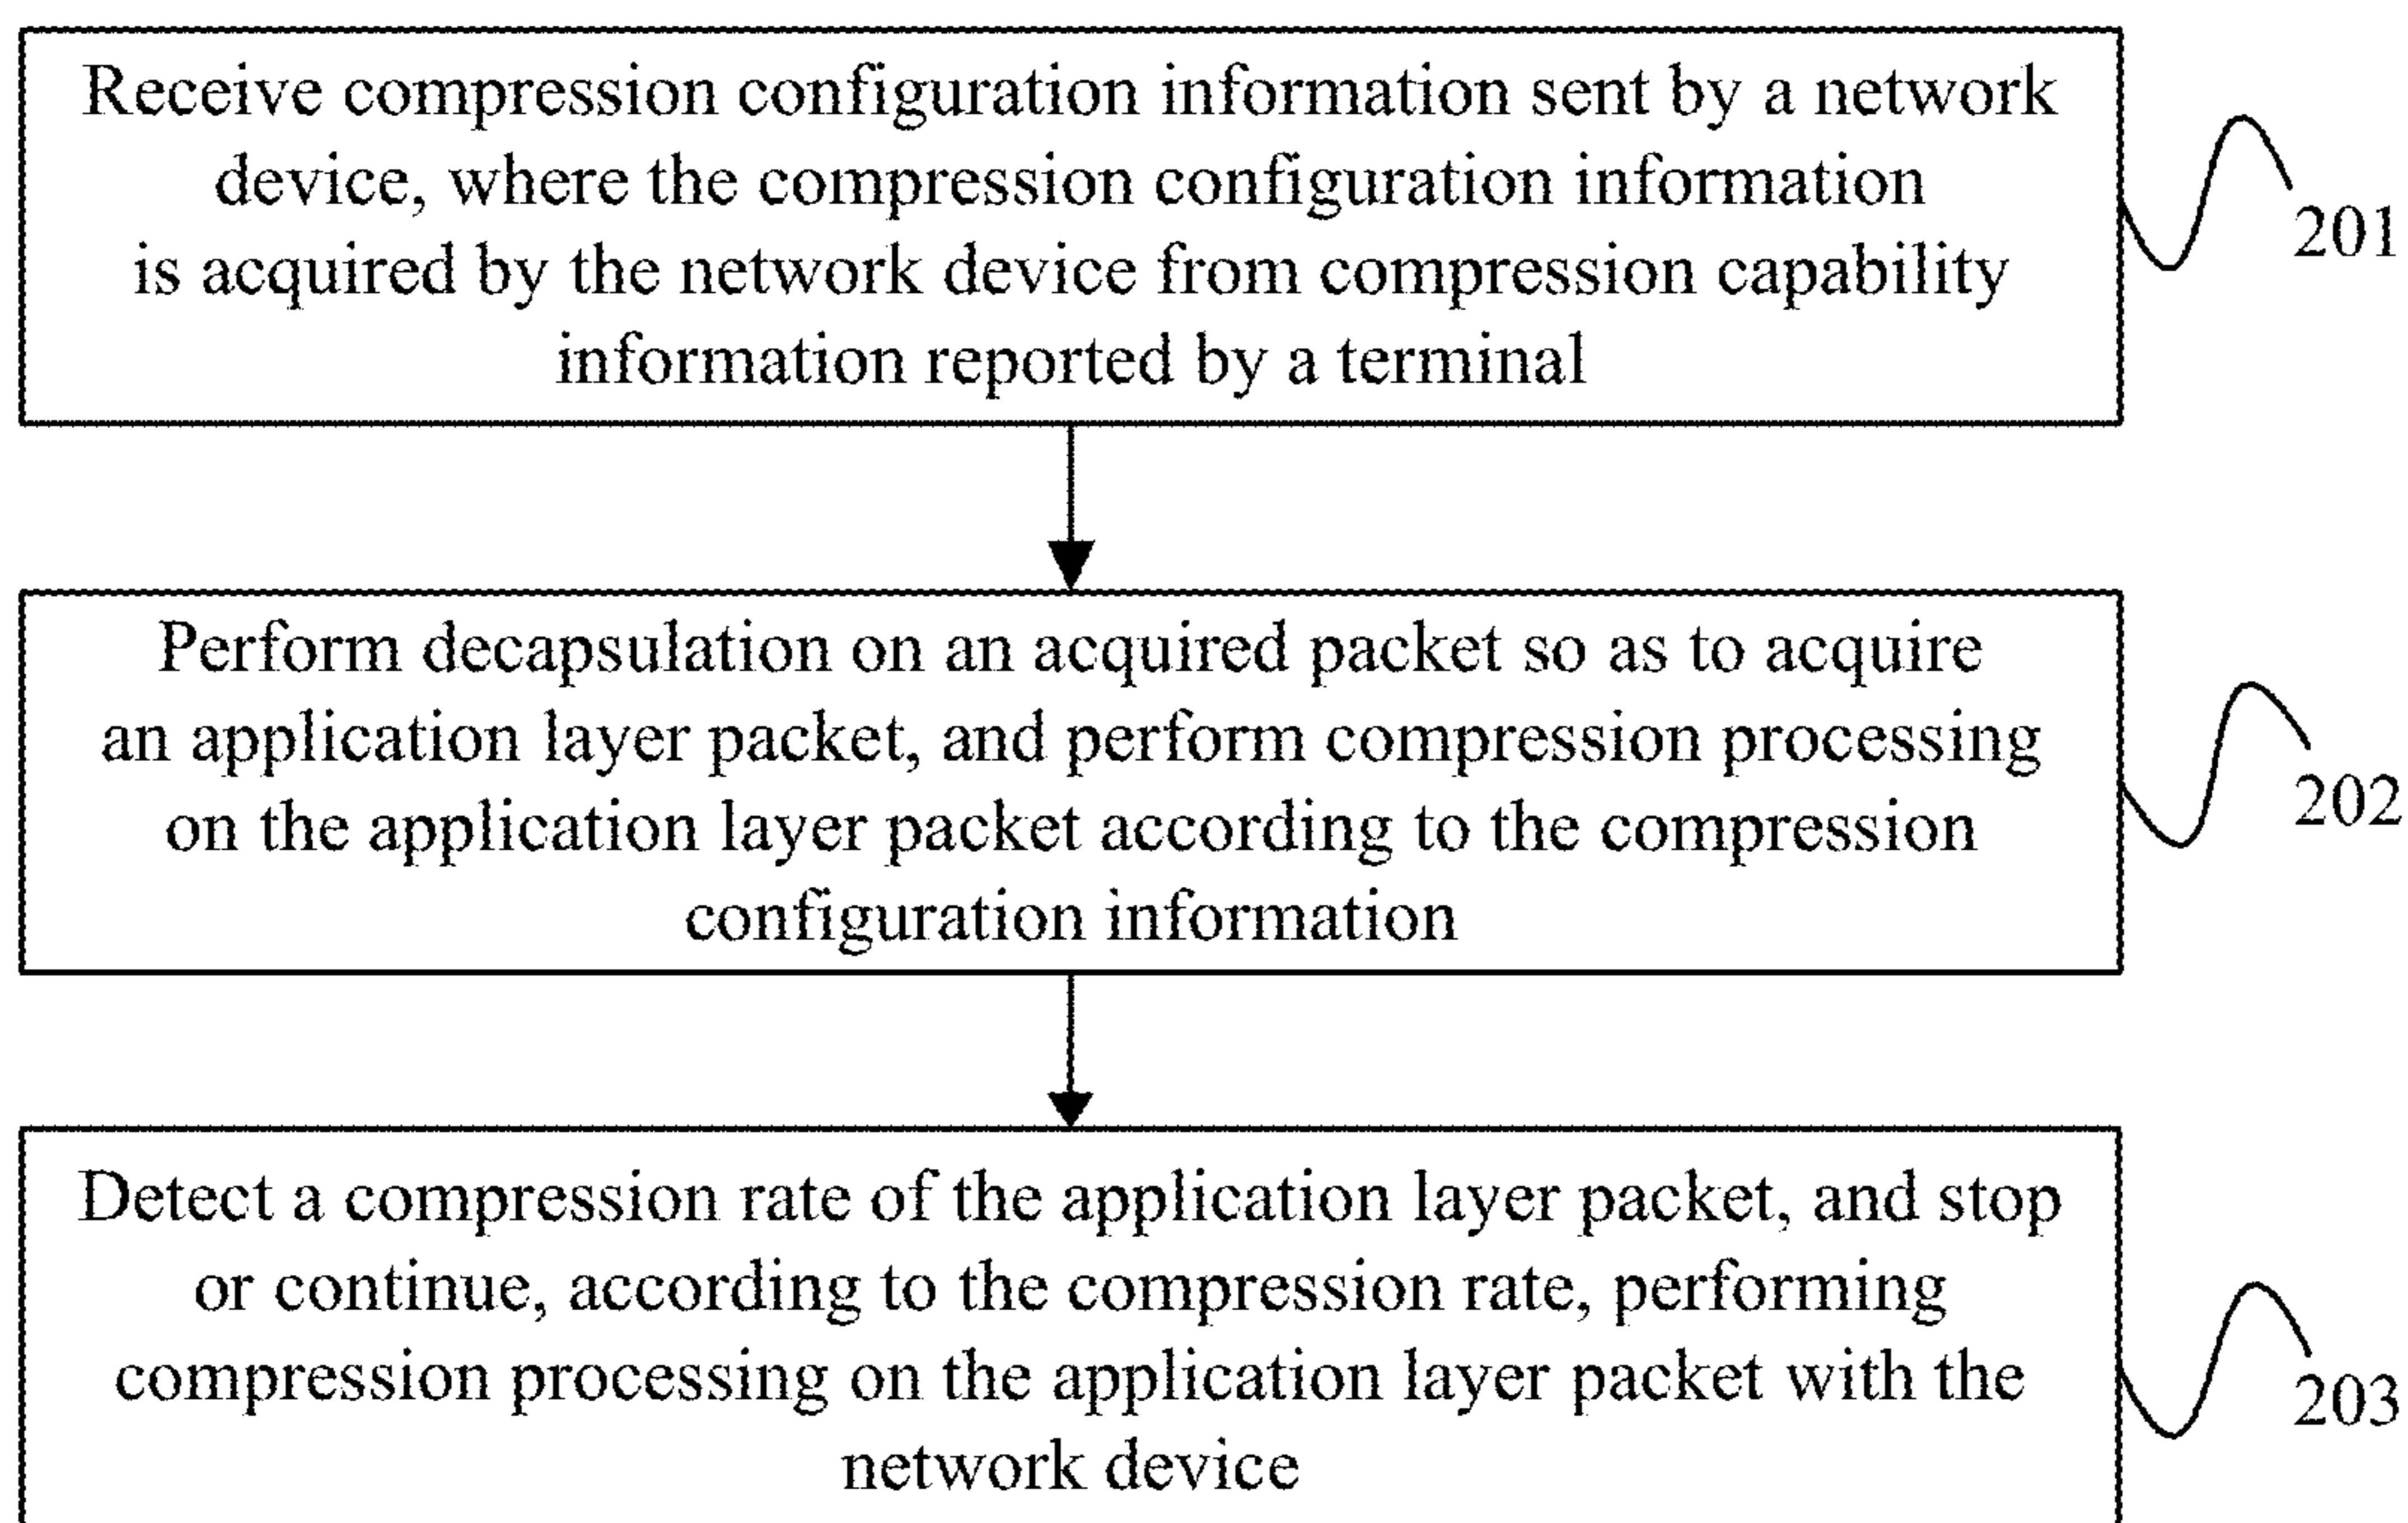 Receive compression configuration information sent by a network
device, where the compression configuration information
is acquired by the network device from compression capability
information reported by a terminal
201
Perform decapsulation on an acquired packet so as to acquire
an application layer packet, and perform compression processing
on the application layer packet according to the compression
configuration information
202
Detect a compression rate of the application layer packet, and stop
or continue, according to the compression rate, performing
compression processing on the application layer packet with the
network device
203